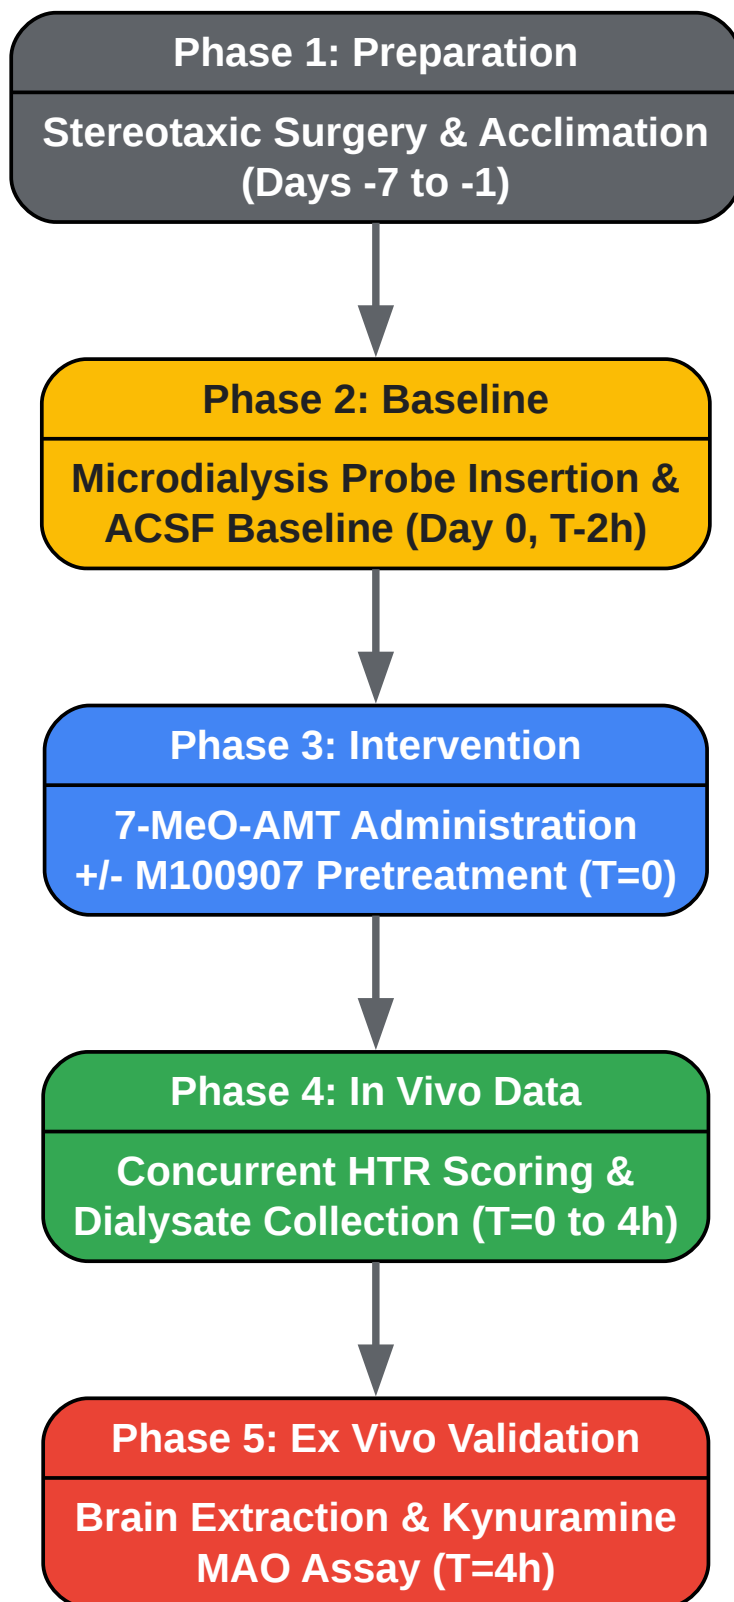 Phase 1: Preparation
Stereotaxic Surgery & Acclimation
(Days -7 to -1)
Phase 2: Baseline
Microdialysis Probe Insertion &
ACSF Baseline (Day 0, T-2h)
Phase 3: Intervention
7-MeO-AMT Administration
+/- M100907 Pretreatment (T=0)
Phase 4: In Vivo Data
Concurrent HTR Scoring &
Dialysate Collection (T=0 to 4h)
Phase 5: Ex Vivo Validation
Brain Extraction & Kynuramine
MAO Assay (T=4h)